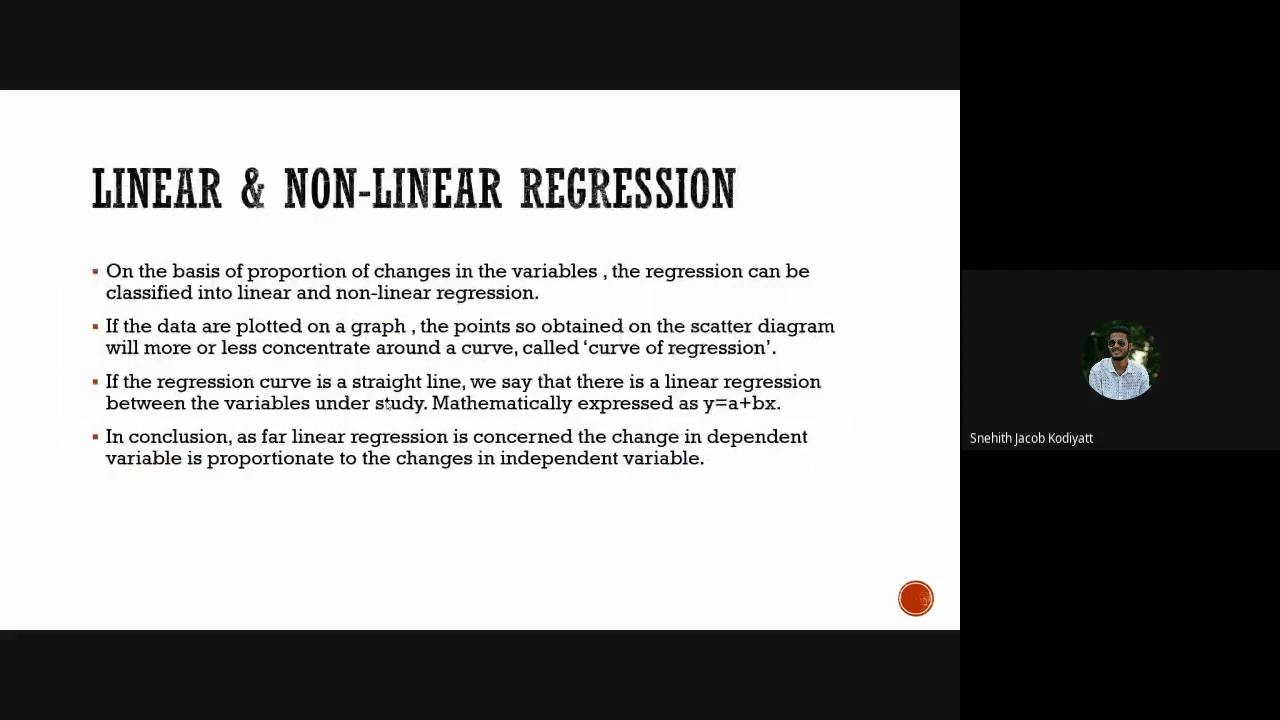 LINEAR & NON-LINEAR REGRESSION
▪ On the basis of proportion of changes in the variables , the regression can be
classified into linear and non-linear regression.
▪ If the data are plotted on a graph , the points so obtained on the scatter diagram
will more or less concentrate around a curve, called ‘curve of regression’.
▪ If the regression curve is a straight line, we say that there is a linear regression
between the variables under study. Mathematically expressed as y=a+bx.
▪ In conclusion, as far linear regression is concerned the change in dependent
variable is proportionate to the changes in independent variable.
Snehith Jacob Kodiyatt